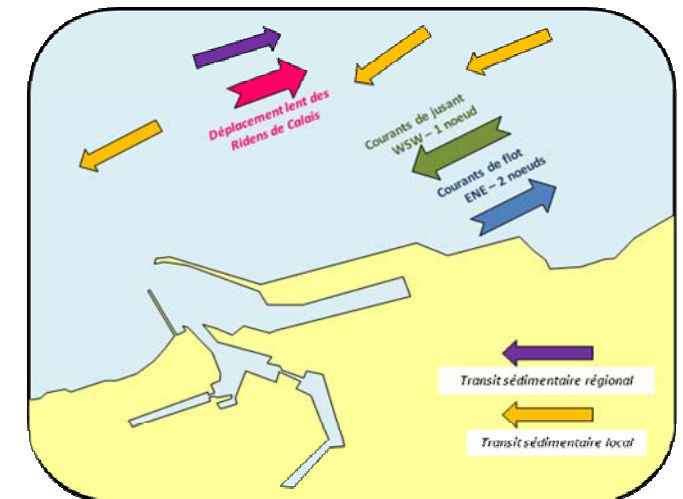 Déplacement lent des
Ridens de Calais
Courants de jusant
WSW – 1 noeud
Courants de flot
ENE – 2 noeuds
Transit sédimentaire régional
Transit sédimentaire local